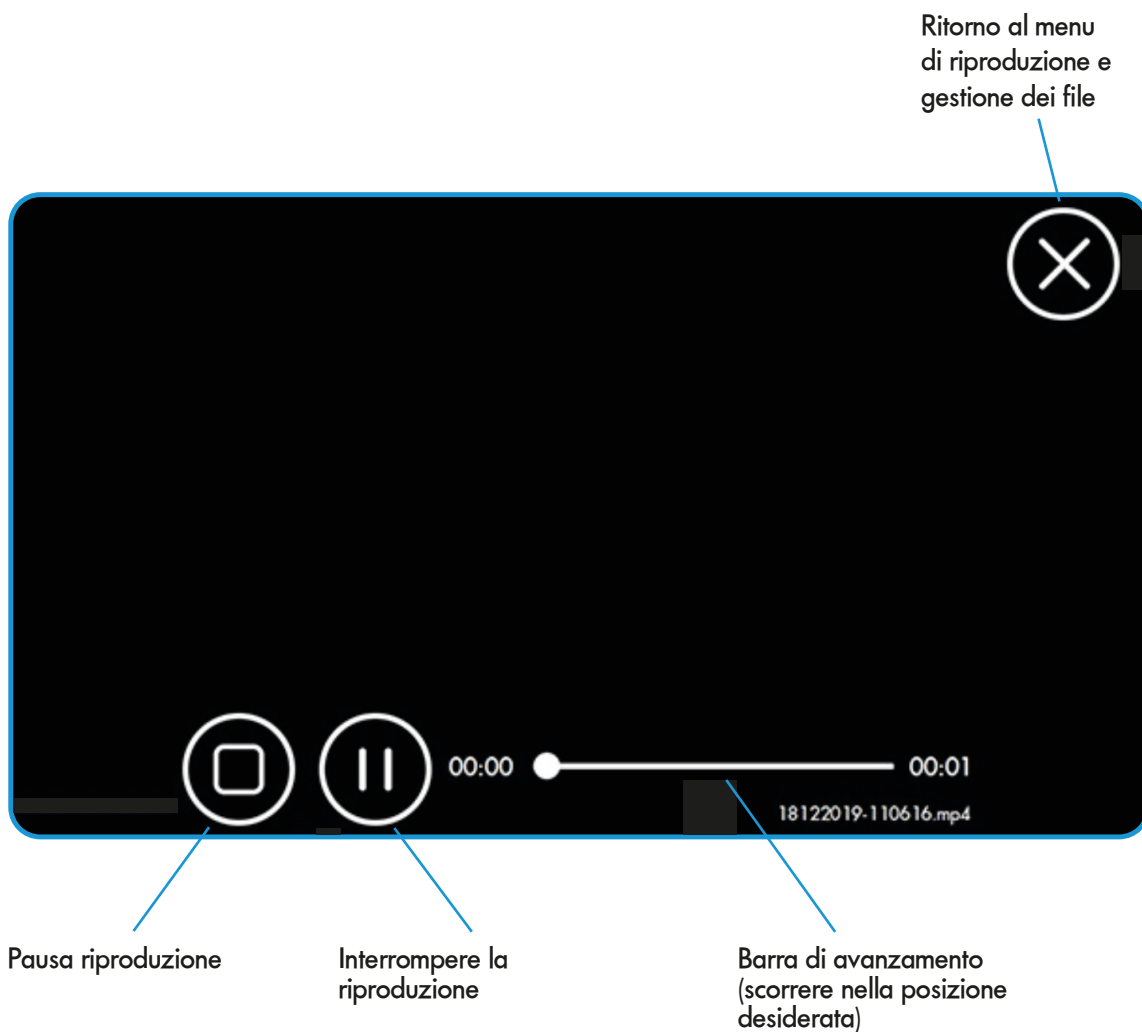 Ritorno al menu
di riproduzione e
gestione dei file
00:00
00:01
18122019-110616.mp4
Pausa riproduzione
Interrompere la
riproduzione
Barra di avanzamento
(scorrere nella posizione
desiderata)